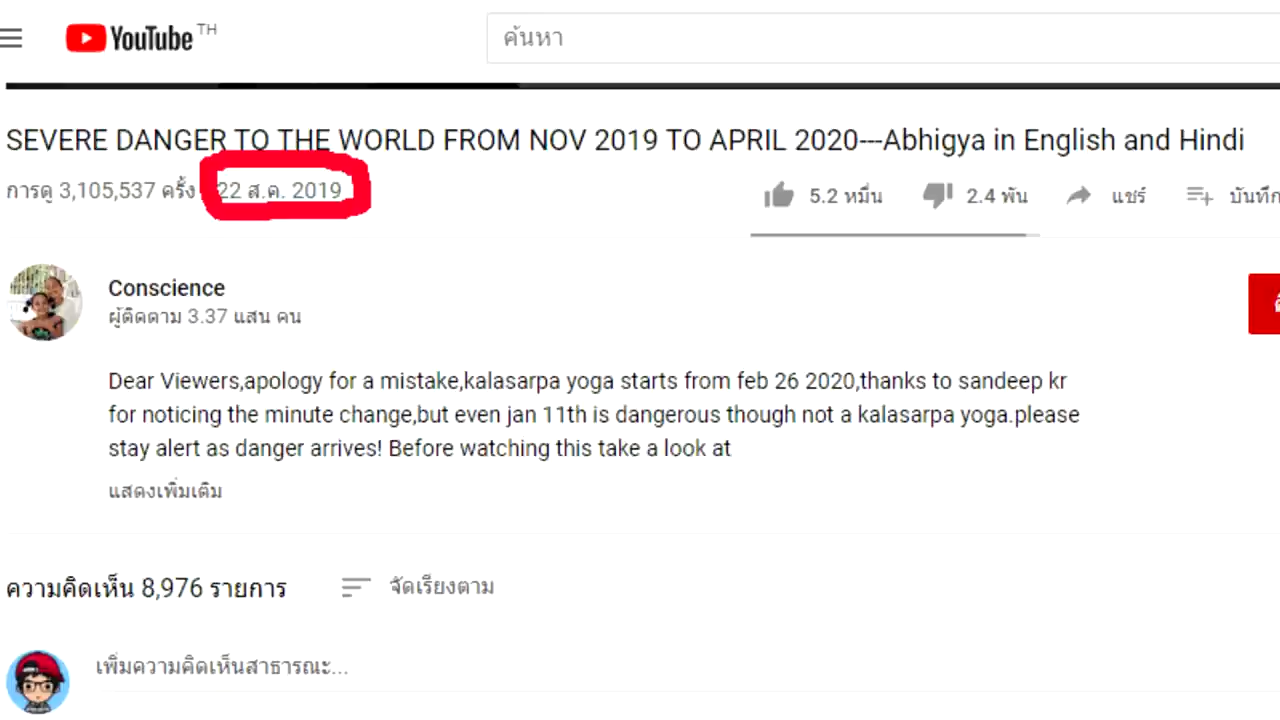 YouTube TH
ค้นหา
SEVERE DANGER TO THE WORLD FROM NOV 2019 TO APRIL 2020---Abhigya in English and Hindi
การดู 3,105,537 ครั้ง 22 ส.ค. 2019
5.2 หมื่น 2.4 พัน แชร์ บันทึก
Conscience
ผู้ติดตาม 3.37 แสน คน
Dear Viewers,apology for a mistake,kalasarpa yoga starts from feb 26 2020,thanks to sandeep kr
for noticing the minute change,but even jan 11th is dangerous though not a kalasarpa yoga.please
stay alert as danger arrives! Before watching this take a look at
แสดงเพิ่มเติม
ความคิดเห็น 8,976 รายการ จัดเรียงตาม
เพิ่มความคิดเห็นสาธารณะ...